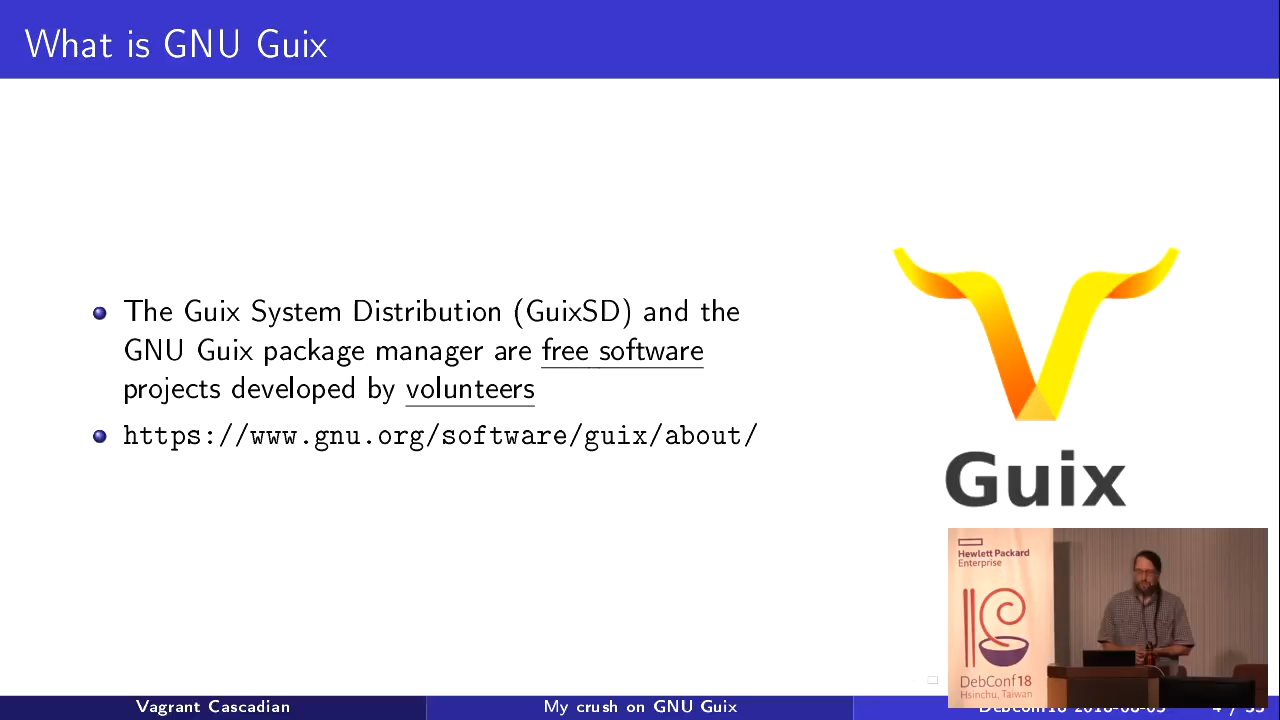 What is GNU Guix
The Guix System Distribution (GuixSD) and the
GNU Guix package manager are free software
projects developed by volunteers
https://www.gnu.org/software/guix/about/
Guix
Hewlett Packard
Enterprise
DebConf18
Hsinchu, Taiwan
Vagrant Cascadian
My crush on GNU Guix